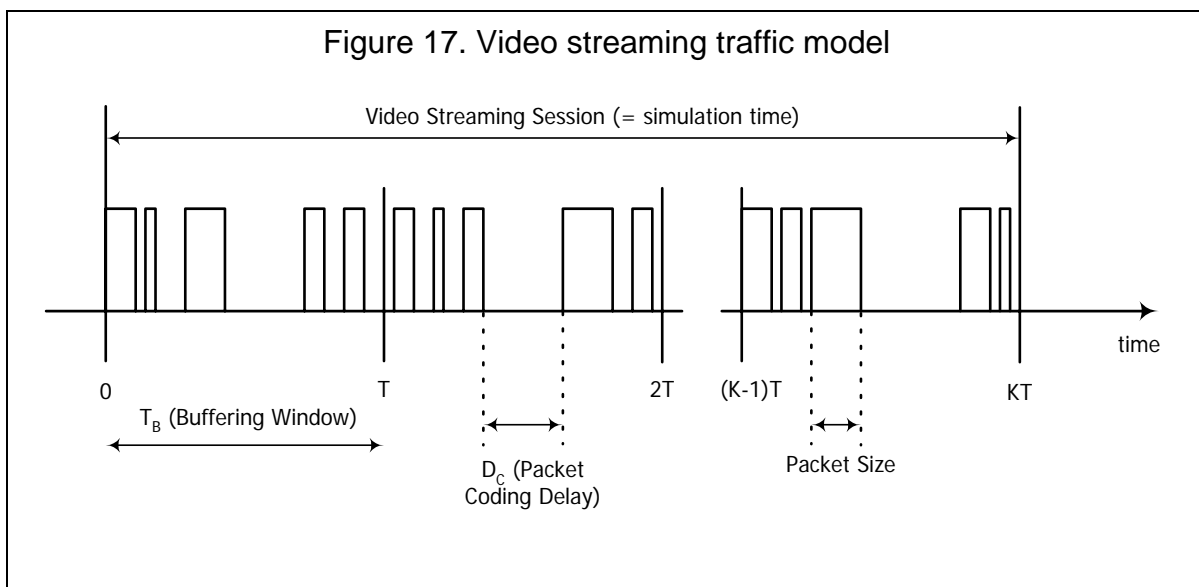 Figure 17. Video streaming traffic model
Video Streaming Session (= simulation time)
time
0
T
2T
(K-1)T
KT
T_B (Buffering Window)
D_C (Packet
Coding Delay)
Packet Size